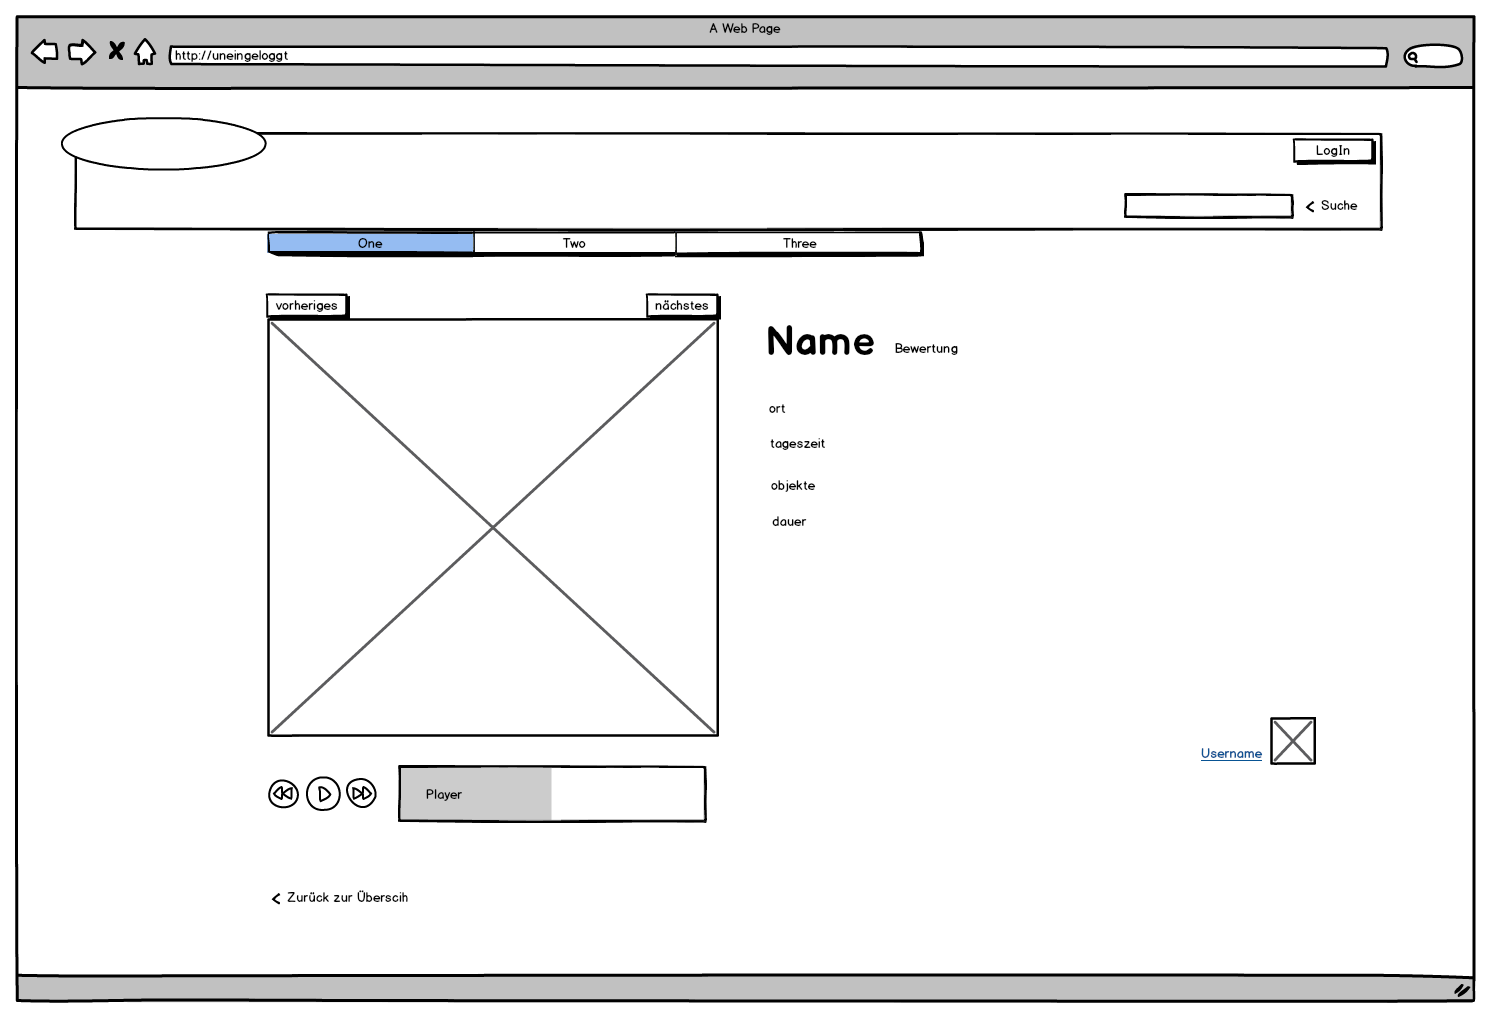 A Web Page
http://uneingeloggt
LogIn
Suche
One Two Three
vorheriges nächstes
Name Bewertung
ort
tageszeit
objekte
dauer
Username
Player
Zurück zur Überscih